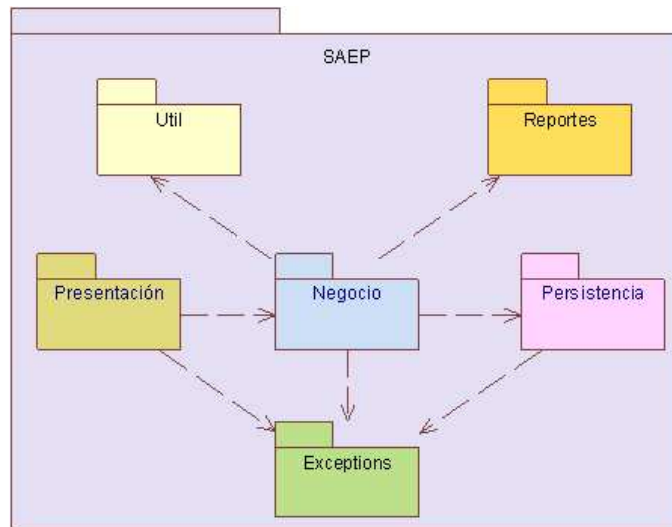 SAEP
Util
Reportes
Presentación
Negocio
Persistencia
Exceptions